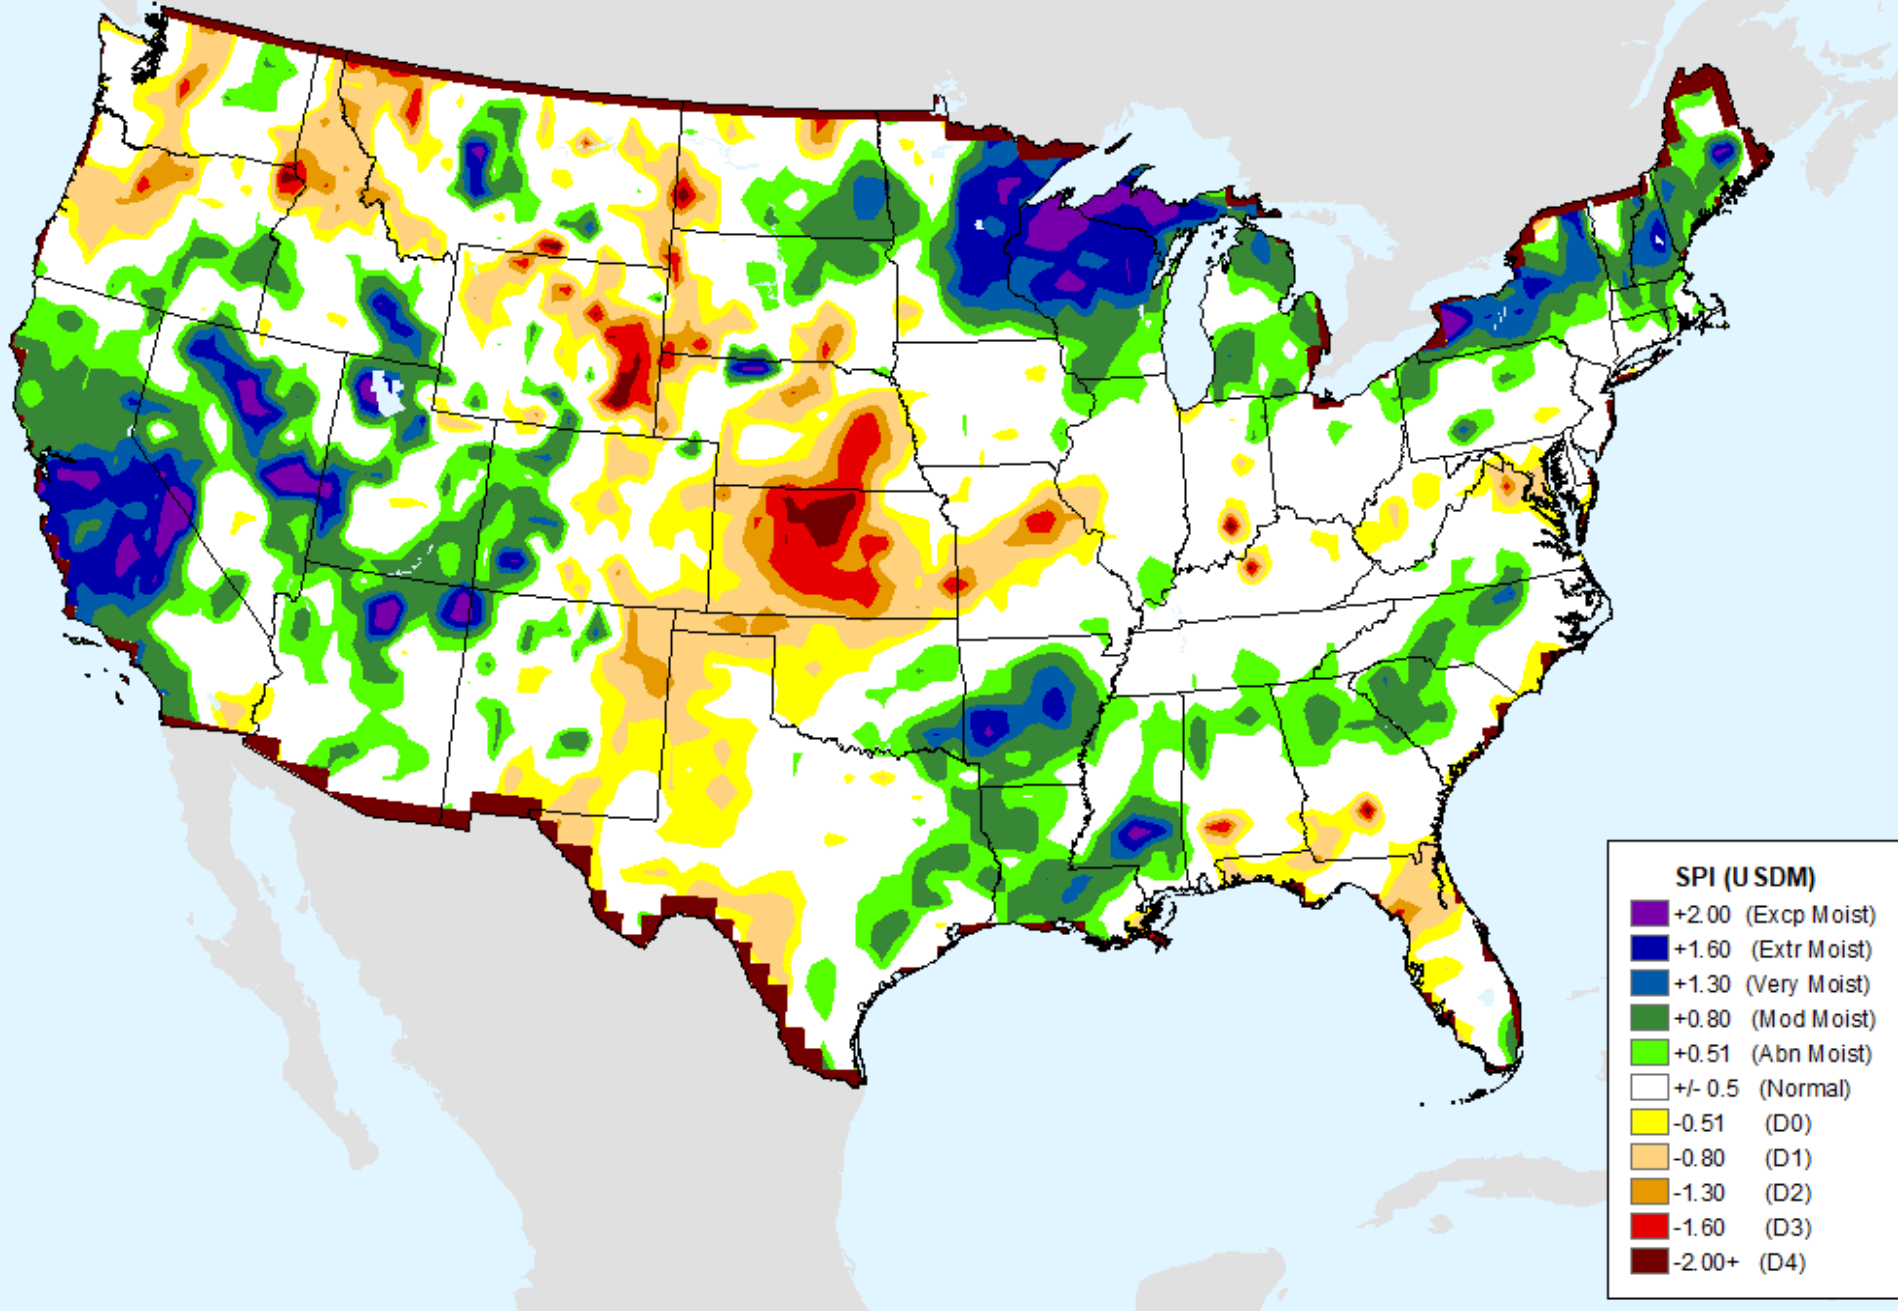 SPI (USDM)
+2.00 (Excp Moist)
+1.60 (Extr Moist)
+1.30 (Very Moist)
+0.80 (Mod Moist)
+0.51 (Abn Moist)
+/- 0.5 (Normal)
-0.51 (D0)
-0.80 (D1)
-1.30 (D2)
-1.60 (D3)
-2.00+ (D4)